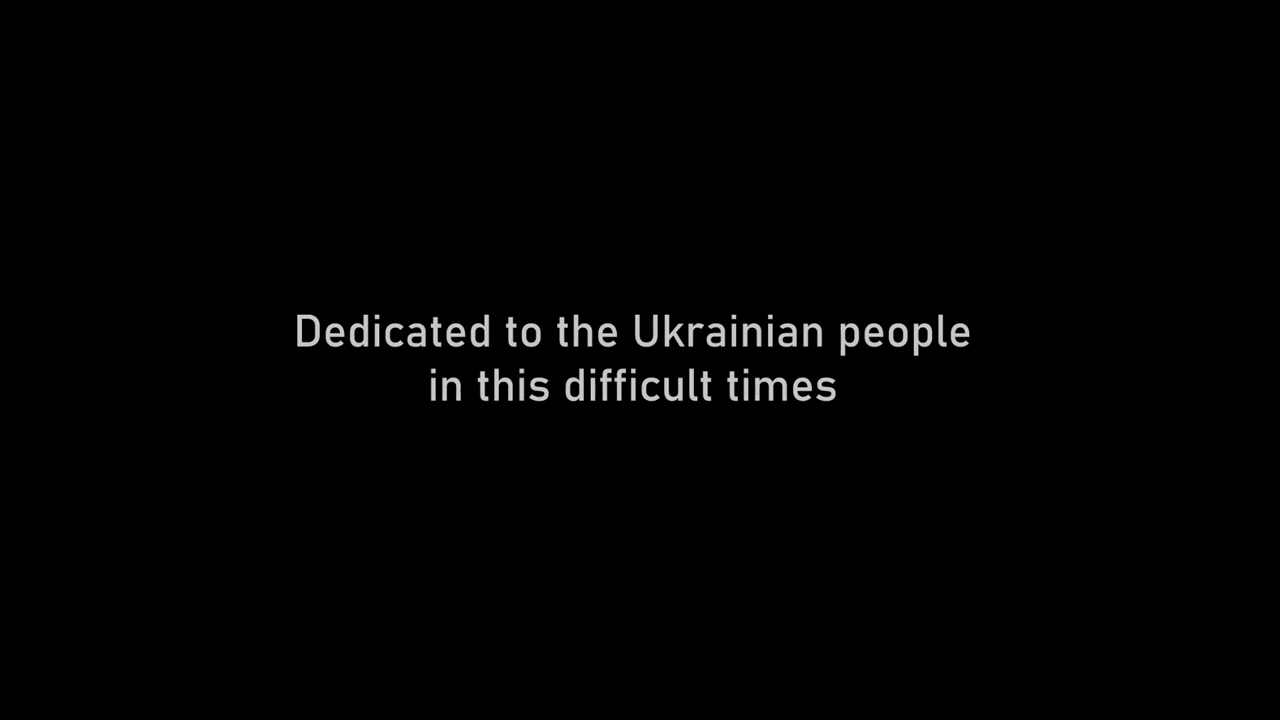 Dedicated to the Ukrainian people
in this difficult times